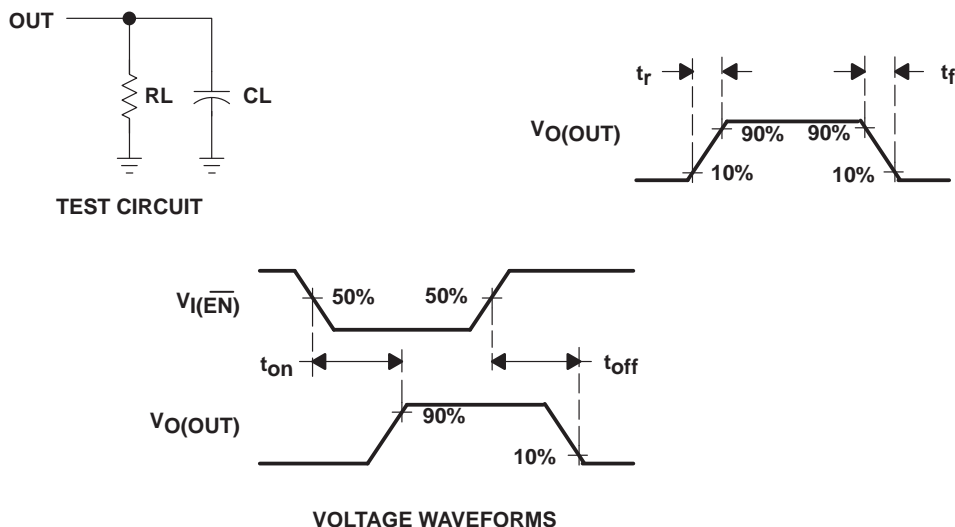 OUT
RL
CL
TEST CIRCUIT
tr
tf
VO(OUT)
90%
90%
10%
10%
VI(E̅N̅)
50%
50%
ton
toff
VO(OUT)
90%
10%
VOLTAGE WAVEFORMS